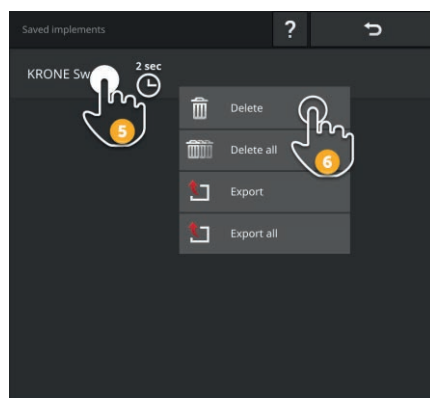 Saved implements
?
KRONE Sw
2 sec
5
Delete
6
Delete all
Export
Export all